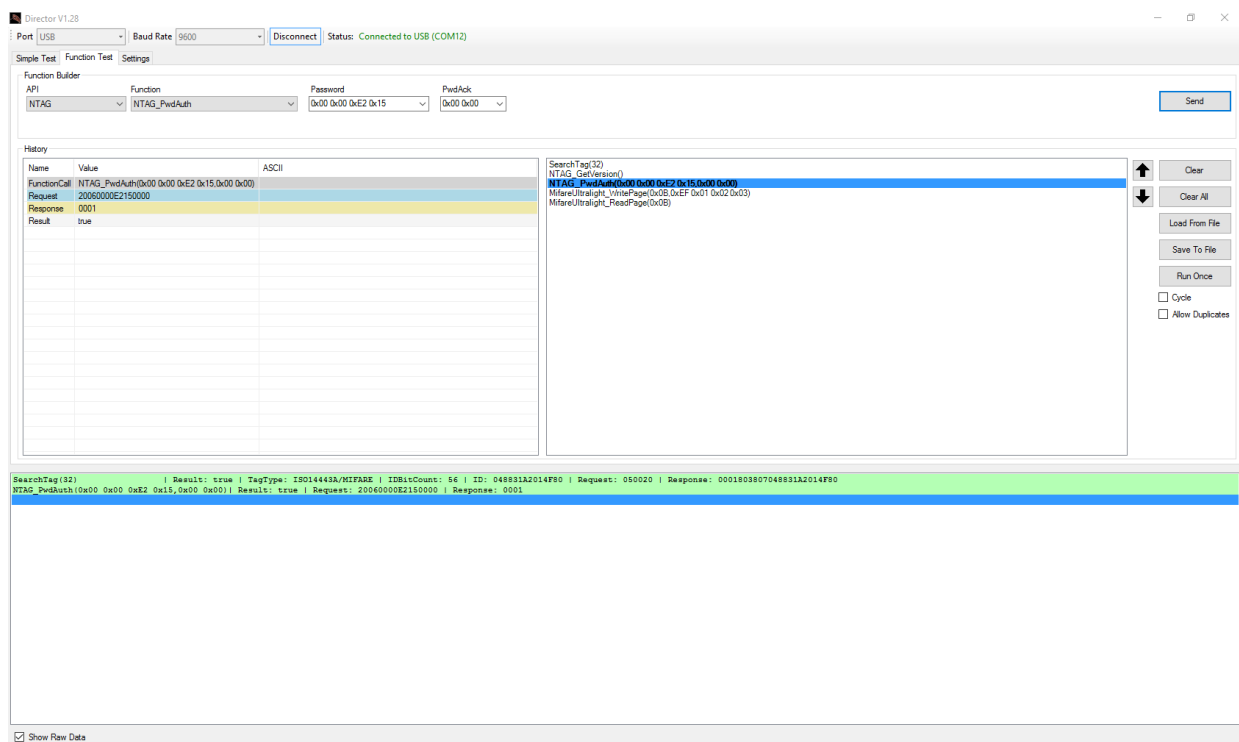 Director V1.28
Port USB Baud Rate 9600 Disconnect Status: Connected to USB (COM12)
Simple Test Function Test Settings
Function Builder
API Function Password PwdAck
NTAG NTAG_PwdAuth 0x00 0x00 0xE2 0x15 0x00 0x00 Send
History
Name Value ASCII
FunctionCall NTAG_PwdAuth(0x00 0x00 0xE2 0x15,0x00 0x00)
Request 20060000E2150000
Response 0001
Result true
SearchTag(32)
NTAG_GetVersion()
NTAG_PwdAuth(0x00 0x00 0xE2 0x15,0x00 0x00)
MifareUltralight_WritePage(0x0B,0xEF 0x01 0x02 0x03)
MifareUltralight_ReadPage(0x0B)
Clear
Clear All
Load From File
Save To File
Run Once
Cycle
Allow Duplicates
SearchTag(32) | Result: true | TagType: ISO14443A/MIFARE | IDBitCount: 56 | ID: 048831A2014F80 | Request: 050020 | Response: 0001803807048831A2014F80
NTAG_PwdAuth(0x00 0x00 0xE2 0x15,0x00 0x00)| Result: true | Request: 20060000E2150000 | Response: 0001
Show Raw Data